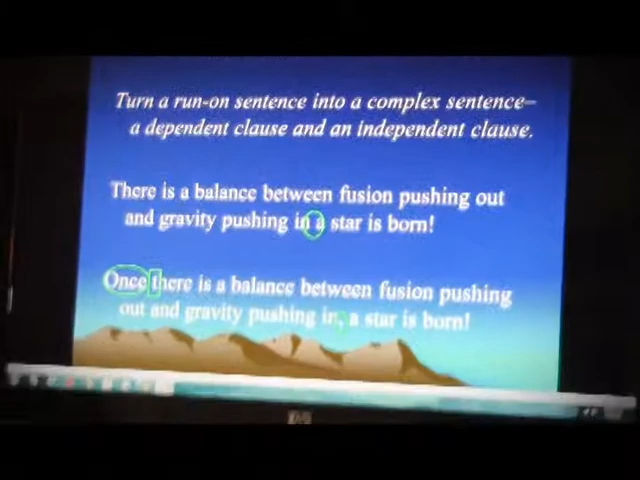 Turn a run-on sentence into a complex sentence–
a dependent clause and an independent clause.
There is a balance between fusion pushing out
and gravity pushing in a star is born!
Once there is a balance between fusion pushing
out and gravity pushing in, a star is born!